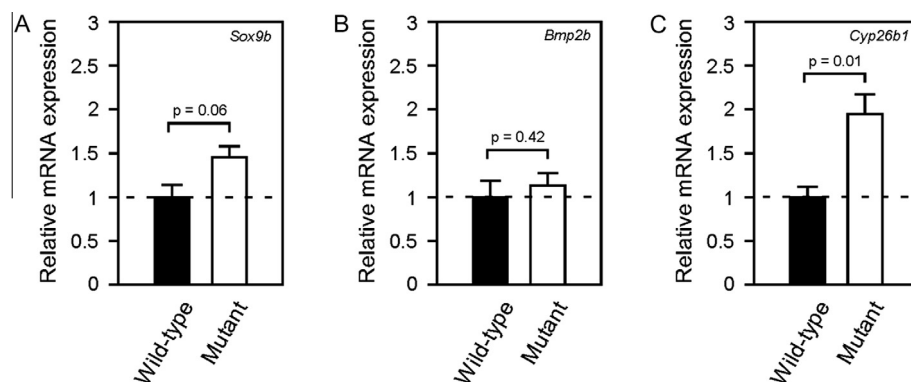 A
Relative mRNA expression
3
2.5
2
1.5
1
0.5
0
Sox9b
p = 0.06
Wild-type
Mutant
B
Relative mRNA expression
3
2.5
2
1.5
1
0.5
0
Bmp2b
p = 0.42
Wild-type
Mutant
C
Relative mRNA expression
3
2.5
2
1.5
1
0.5
0
Cyp26b1
p = 0.01
Wild-type
Mutant